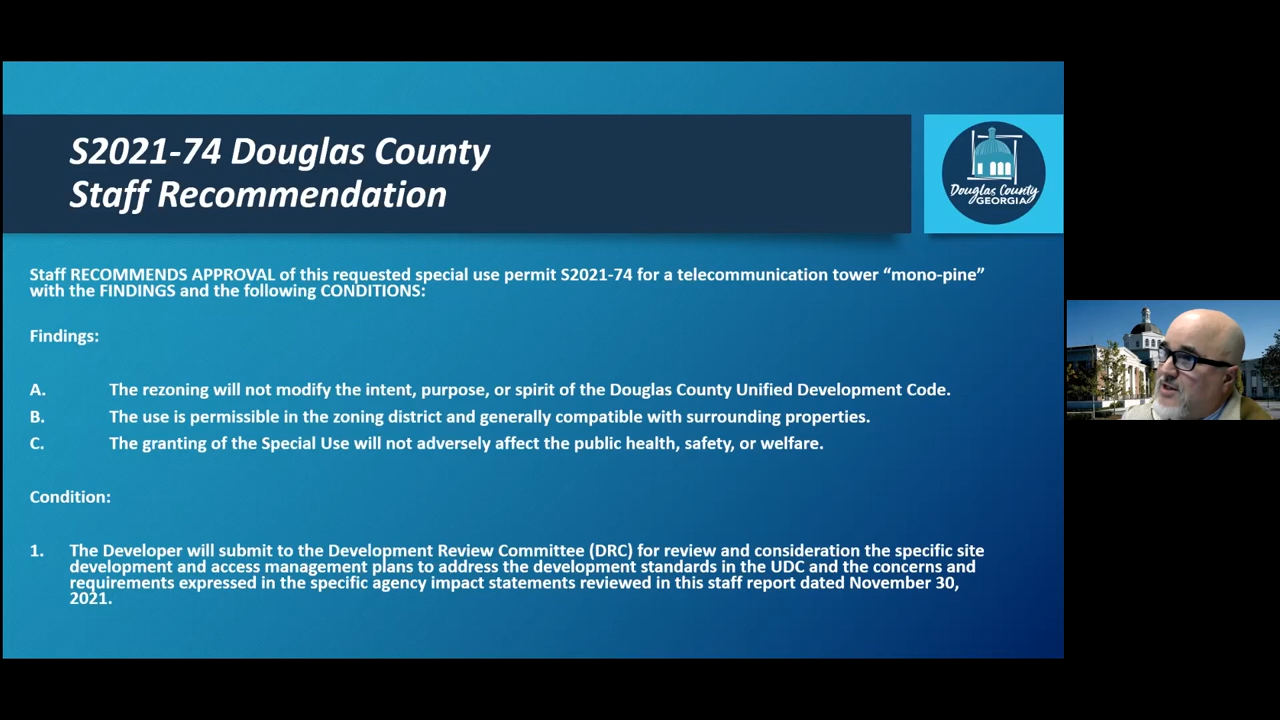 S2021-74 Douglas County
Staff Recommendation
Douglas County
GEORGIA
Staff RECOMMENDS APPROVAL of this requested special use permit S2021-74 for a telecommunication tower “mono-pine”
with the FINDINGS and the following CONDITIONS:
Findings:
A. The rezoning will not modify the intent, purpose, or spirit of the Douglas County Unified Development Code.
B. The use is permissible in the zoning district and generally compatible with surrounding properties.
C. The granting of the Special Use will not adversely affect the public health, safety, or welfare.
Condition:
1. The Developer will submit to the Development Review Committee (DRC) for review and consideration the specific site
development and access management plans to address the development standards in the UDC and the concerns and
requirements expressed in the specific agency impact statements reviewed in this staff report dated November 30,
2021.